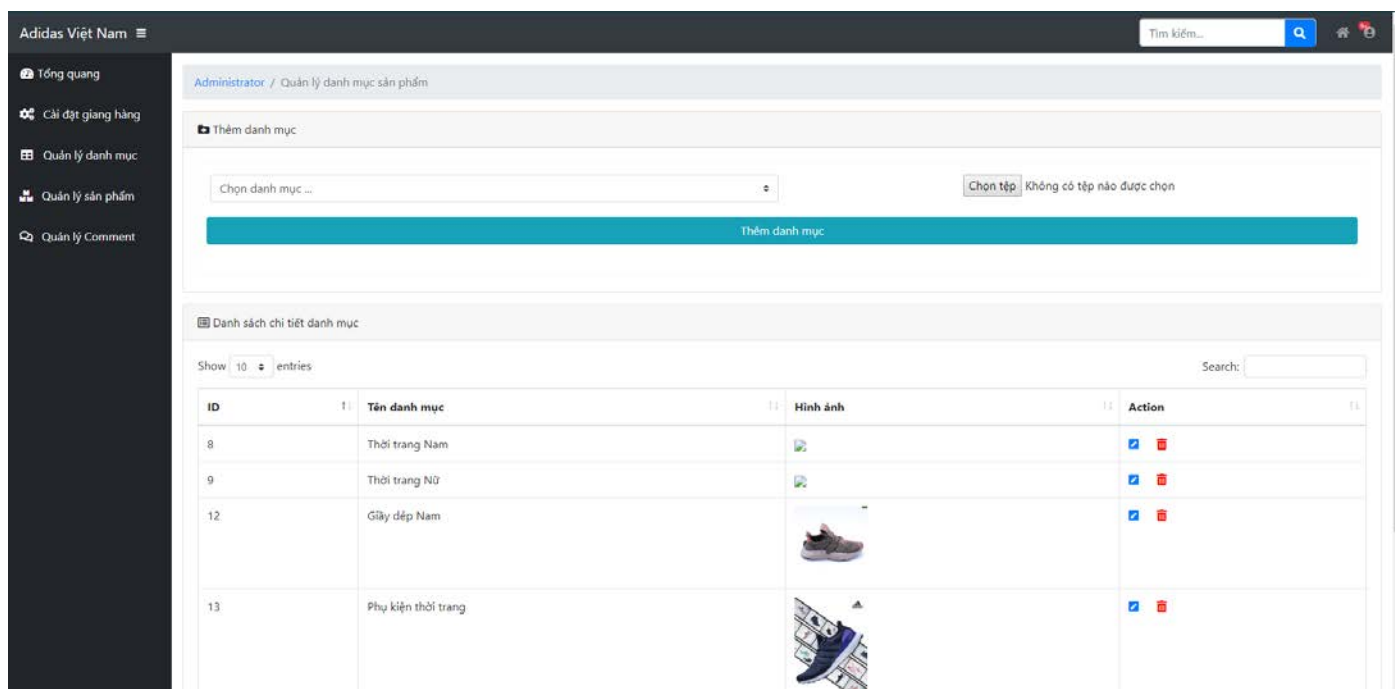 Adidas Việt Nam
Tìm kiếm...
Tổng quang
Cài đặt giang hàng
Quản lý danh mục
Quản lý sản phẩm
Quản lý Comment
Administrator / Quản lý danh mục sản phẩm
Thêm danh mục
Chọn danh mục ...
Chọn tệp Không có tệp nào được chọn
Thêm danh mục
Danh sách chi tiết danh mục
Show 10 entries
Search:
ID Tên danh mục Hình ảnh Action
8 Thời trang Nam
9 Thời trang Nữ
12 Giầy dép Nam
13 Phụ kiện thời trang